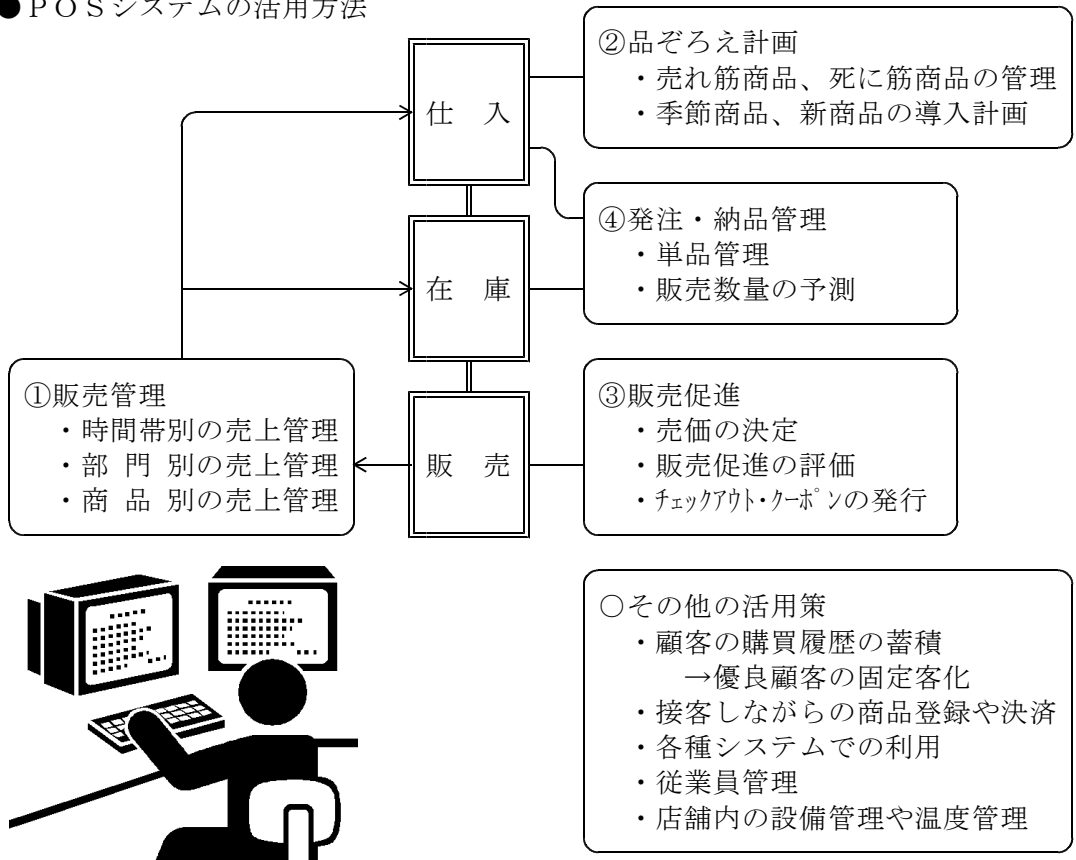 ●ＰＯＳシステムの活用方法
②品ぞろえ計画
・売れ筋商品、死に筋商品の管理
・季節商品、新商品の導入計画
仕　入
④発注・納品管理
・単品管理
・販売数量の予測
在　庫
①販売管理
・時間帯別の売上管理
・部 門 別の売上管理
・商 品 別の売上管理
販　売
③販売促進
・売価の決定
・販売促進の評価
・ﾁｪｯｸｱｳﾄ･ｸｰﾎﾟﾝの発行
○その他の活用策
・顧客の購買履歴の蓄積
→優良顧客の固定客化
・接客しながらの商品登録や決済
・各種システムでの利用
・従業員管理
・店舗内の設備管理や温度管理